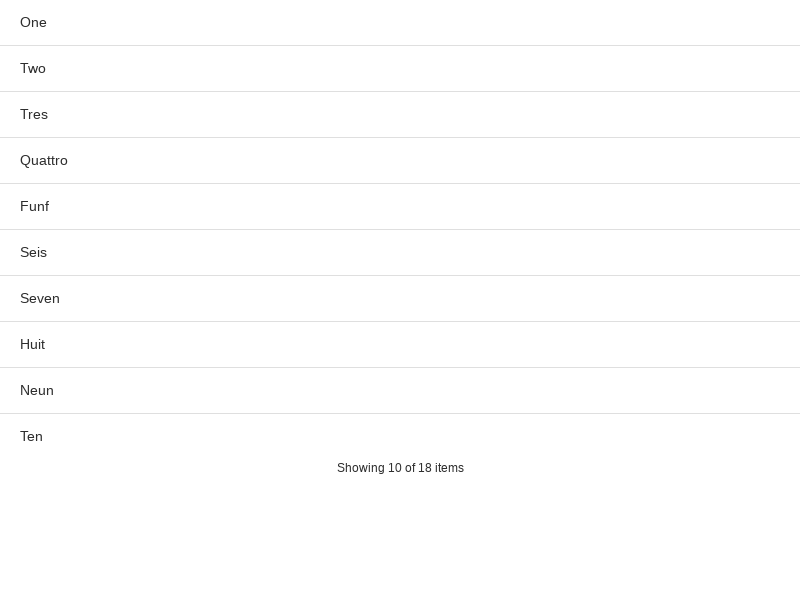 One
Two
Tres
Quattro
Funf
Seis
Seven
Huit
Neun
Ten
Showing 10 of 18 items